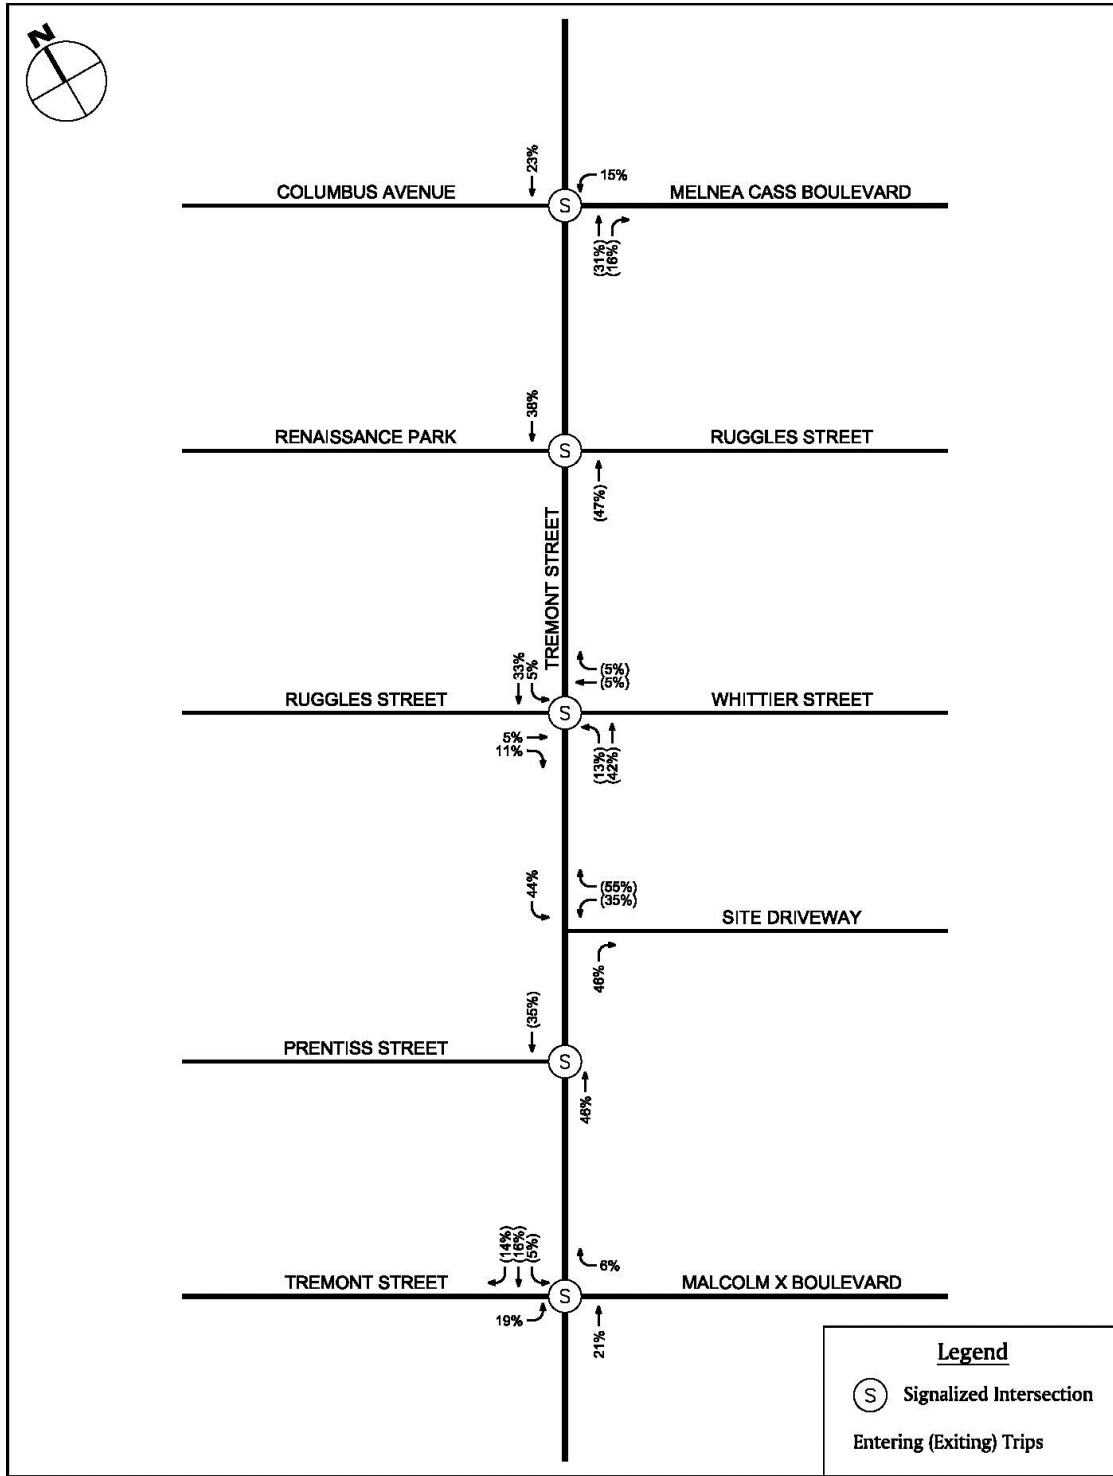 N
23%
15%
COLUMBUS AVENUE
S
MELNEA CASS BOULEVARD
(31%)
(16%)
38%
RENAISSANCE PARK
S
RUGGLES STREET
(47%)
TREMONT STREET
33%
5%
(5%)
(5%)
RUGGLES STREET
S
WHITTIER STREET
5%
11%
(13%)
(42%)
44%
(55%)
(35%)
SITE DRIVEWAY
46%
(35%)
PRENTISS STREET
S
46%
(14%)
(16%)
(5%)
6%
TREMONT STREET
S
MALCOLM X BOULEVARD
19%
21%
Legend
S Signalized Intersection
Entering (Exiting) Trips